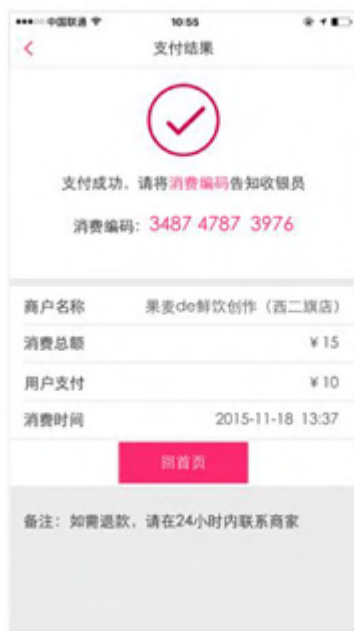 中国联通 10:55
支付结果
支付成功，请将消费编码告知收银员
消费编码：3487 4787 3976
商户名称 果麦de鲜饮创作（西二旗店）
消费总额 ¥15
用户支付 ¥10
消费时间 2015-11-18 13:37
回首页
备注：如需退款，请在24小时内联系商家